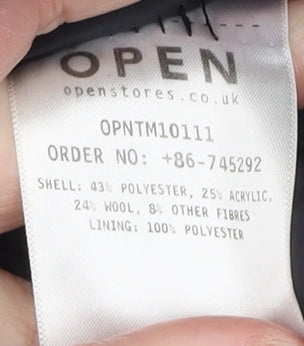 OPEN
openstores.co.uk
OPNTM10111
ORDER NO: +86-745292
SHELL: 43% POLYESTER, 25% ACRYLIC,
24% WOOL, 8% OTHER FIBRES
LINING: 100% POLYESTER